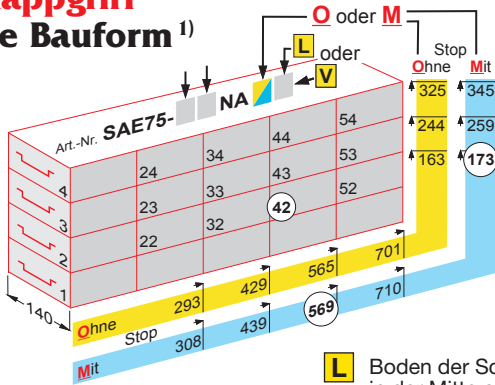 appgriff
e Bauform 1)
O oder M
L oder
V
Stop
Ohne Mit
Art.-Nr. SAE75- NA
325 345
244 259
163 173
54
44
34
24
53
43
33
23
52
42
32
22
4
3
2
1
140
Ohne 293 429 565 701
Stop
Mit 308 439 569 710
L Boden der Sc